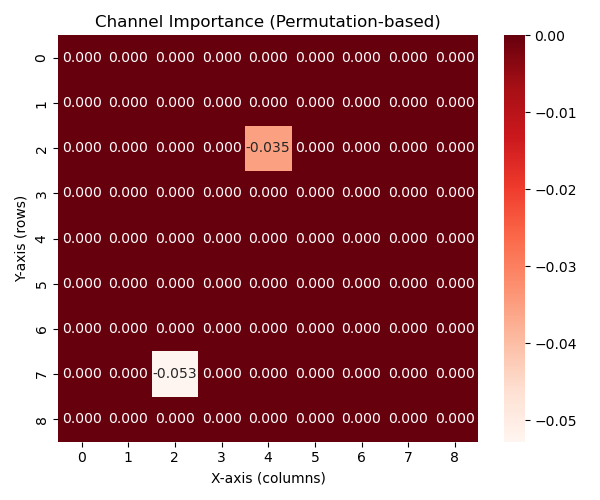 Channel Importance (Permutation-based)
0 0.000 0.000 0.000 0.000 0.000 0.000 0.000 0.000 0.000
1 0.000 0.000 0.000 0.000 0.000 0.000 0.000 0.000 0.000
2 0.000 0.000 0.000 0.000 -0.035 0.000 0.000 0.000 0.000
3 0.000 0.000 0.000 0.000 0.000 0.000 0.000 0.000 0.000
4 0.000 0.000 0.000 0.000 0.000 0.000 0.000 0.000 0.000
5 0.000 0.000 0.000 0.000 0.000 0.000 0.000 0.000 0.000
6 0.000 0.000 0.000 0.000 0.000 0.000 0.000 0.000 0.000
7 0.000 0.000 -0.053 0.000 0.000 0.000 0.000 0.000 0.000
8 0.000 0.000 0.000 0.000 0.000 0.000 0.000 0.000 0.000
0 1 2 3 4 5 6 7 8
X-axis (columns)
Y-axis (rows)
0.00
−0.01
−0.02
−0.03
−0.04
−0.05